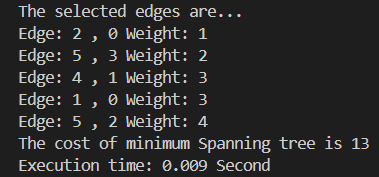 The selected edges are...
Edge: 2 , 0 Weight: 1
Edge: 5 , 3 Weight: 2
Edge: 4 , 1 Weight: 3
Edge: 1 , 0 Weight: 3
Edge: 5 , 2 Weight: 4
The cost of minimum Spanning tree is 13
Execution time: 0.009 Second